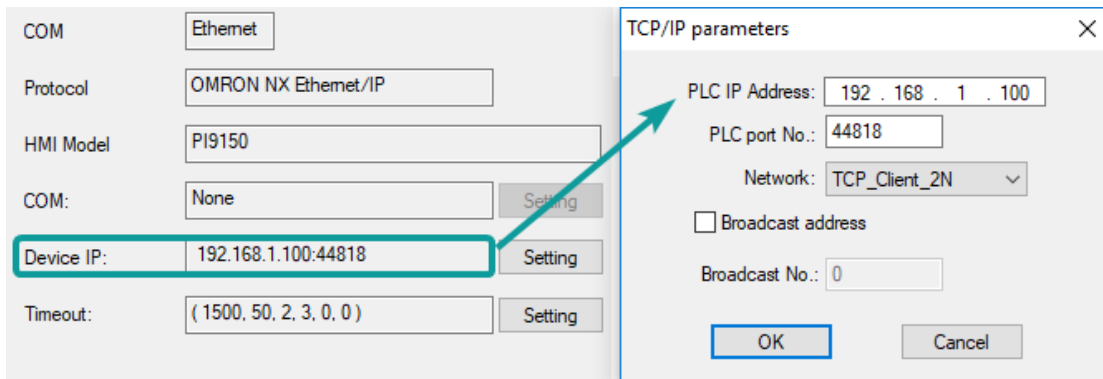 COM Ethernet
Protocol OMRON NX Ethernet/IP
HMI Model PI9150
COM: None Setting
Device IP: 192.168.1.100:44818 Setting
Timeout: ( 1500, 50, 2, 3, 0, 0 ) Setting
TCP/IP parameters
PLC IP Address: 192 . 168 . 1 . 100
PLC port No.: 44818
Network: TCP_Client_2N
Broadcast address
Broadcast No.: 0
OK Cancel